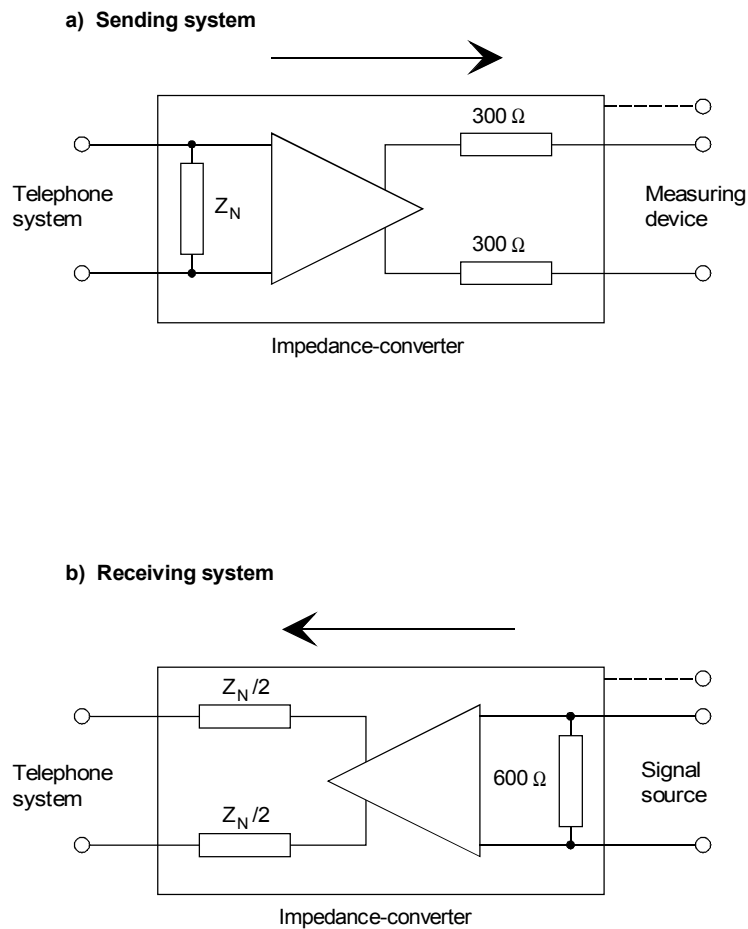 a) Sending system
300 Ω
Telephone
system
Z_N
Measuring
device
300 Ω
Impedance-converter
b) Receiving system
Z_N/2
Telephone
system
600 Ω
Signal
source
Z_N/2
Impedance-converter